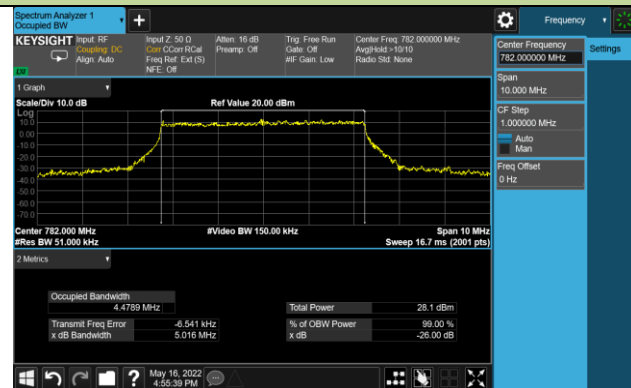 Spectrum Analyzer 1
Occupied BW
Frequency
KEYSIGHT
Input: RF
Coupling: DC
Align: Auto
Input Z: 50 Ω
Corr CCorr RCal
Freq Ref: Ext (S)
NFE: Off
Atten: 16 dB
Preamp: Off
Trig: Free Run
Gate: Off
#IF Gain: Low
Center Freq: 782.000000 MHz
Avg|Hold:>10/10
Radio Std: None
Center Frequency
782.000000 MHz
Settings
Span
10.000 MHz
CF Step
1.000000 MHz
Auto
Man
Freq Offset
0 Hz
1 Graph
Scale/Div 10.0 dB
Ref Value 20.00 dBm
Log
10.0
0.00
-10.0
-20.0
-30.0
-40.0
-50.0
-60.0
-70.0
Center 782.000 MHz
#Video BW 150.00 kHz
Span 10 MHz
#Res BW 51.000 kHz
Sweep 16.7 ms (2001 pts)
2 Metrics
Occupied Bandwidth
4.4789 MHz
Total Power
28.1 dBm
Transmit Freq Error
-6.541 kHz
% of OBW Power
99.00 %
x dB Bandwidth
5.016 MHz
x dB
-26.00 dB
May 16, 2022
4:55:39 PM